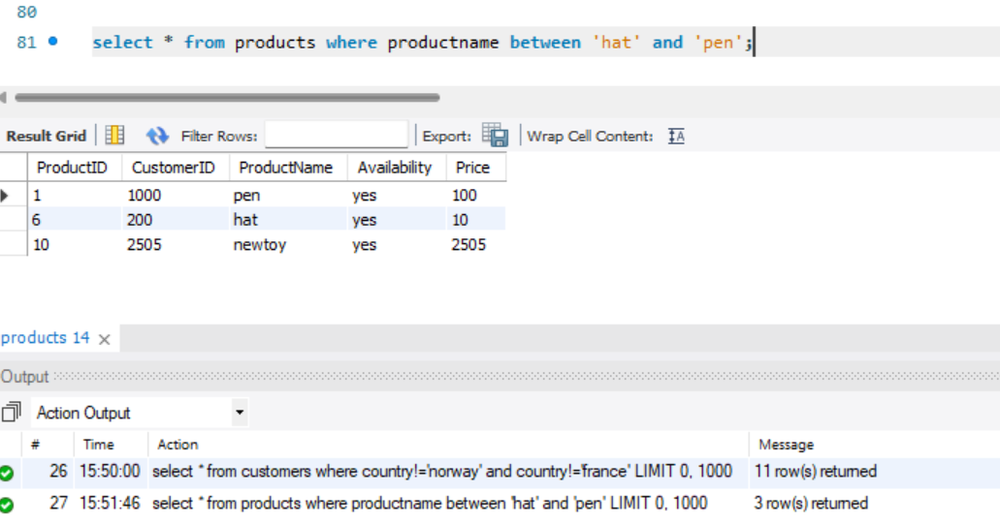 80
81 select * from products where productname between 'hat' and 'pen';
Result Grid Filter Rows: Export: Wrap Cell Content:
ProductID CustomerID ProductName Availability Price
1 1000 pen yes 100
6 200 hat yes 10
10 2505 newtoy yes 2505
products 14
Output
Action Output
# Time Action Message
26 15:50:00 select * from customers where country!='norway' and country!='france' LIMIT 0, 1000 11 row(s) returned
27 15:51:46 select * from products where productname between 'hat' and 'pen' LIMIT 0, 1000 3 row(s) returned